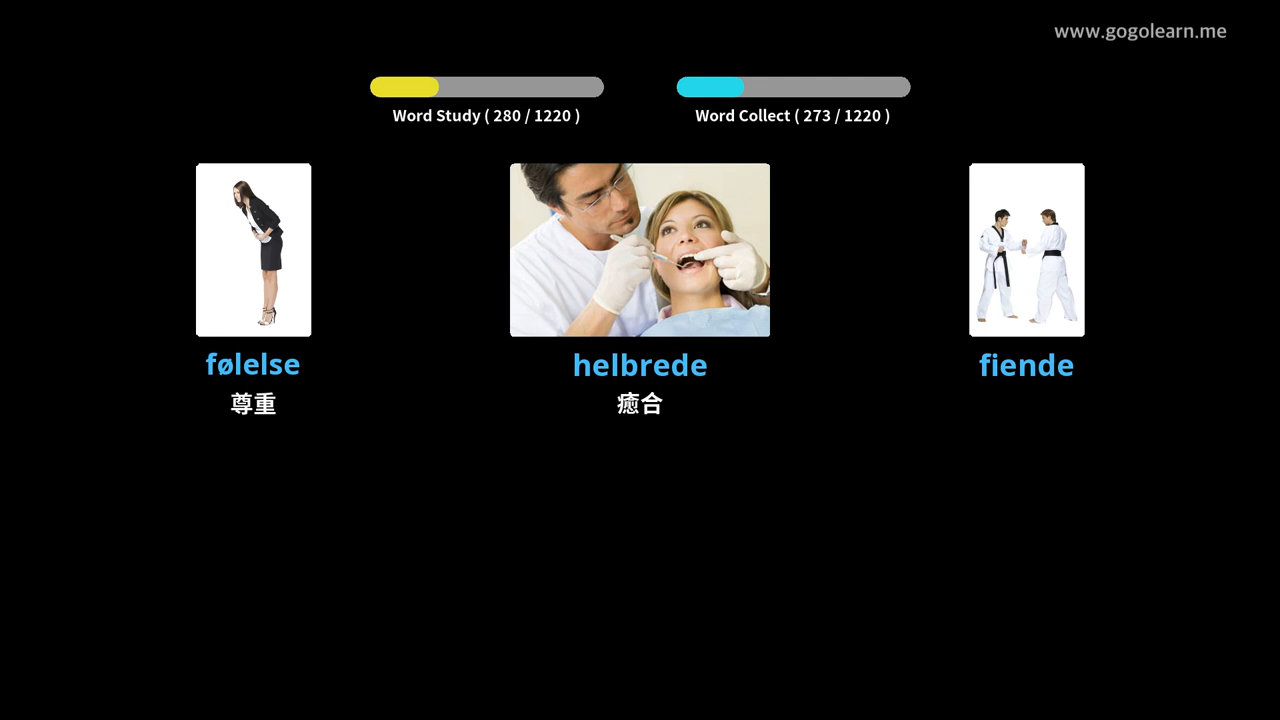 www.gogolearn.me
Word Study ( 280 / 1220 )
Word Collect ( 273 / 1220 )
følelse
helbrede
fiende
尊重
癒合